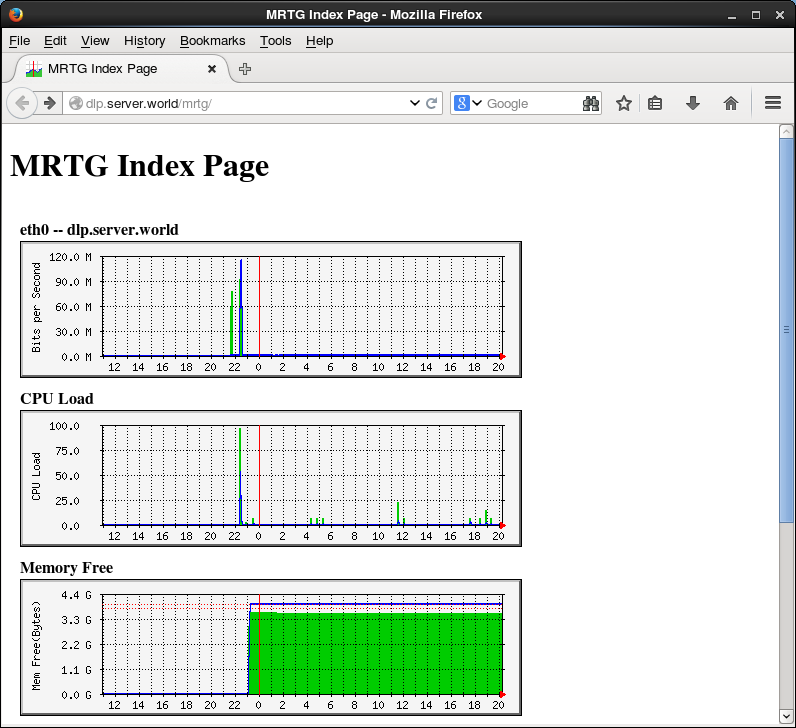 MRTG Index Page - Mozilla Firefox
File Edit View History Bookmarks Tools Help
MRTG Index Page
dlp.server.world/mrtg/
8 Google
MRTG Index Page
eth0 -- dlp.server.world
Bits per Second
120.0 M
90.0 M
60.0 M
30.0 M
0.0 M
12 14 16 18 20 22 0 2 4 6 8 10 12 14 16 18 20
CPU Load
CPU Load
100.0
75.0
50.0
25.0
0.0
12 14 16 18 20 22 0 2 4 6 8 10 12 14 16 18 20
Memory Free
Mem Free(Bytes)
4.4 G
3.3 G
2.2 G
1.1 G
0.0 G
12 14 16 18 20 22 0 2 4 6 8 10 12 14 16 18 20